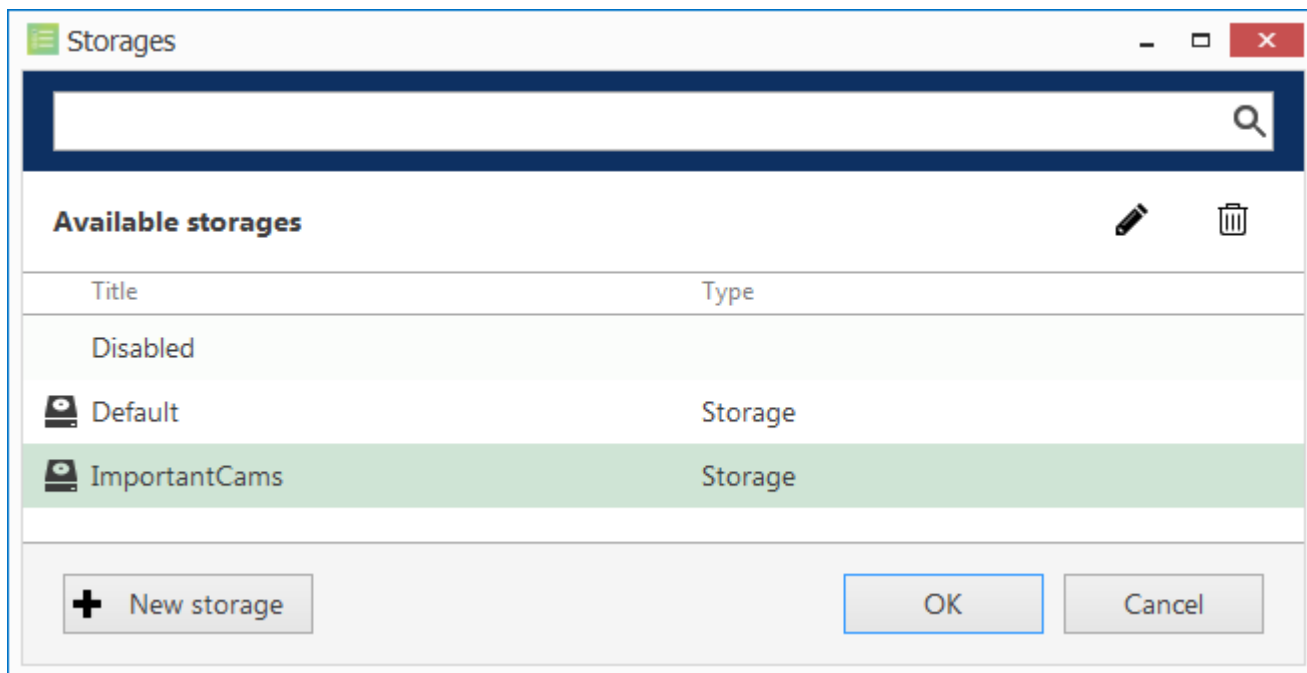 Storages
Available storages
Title Type
Disabled
Default Storage
ImportantCams Storage
New storage OK Cancel